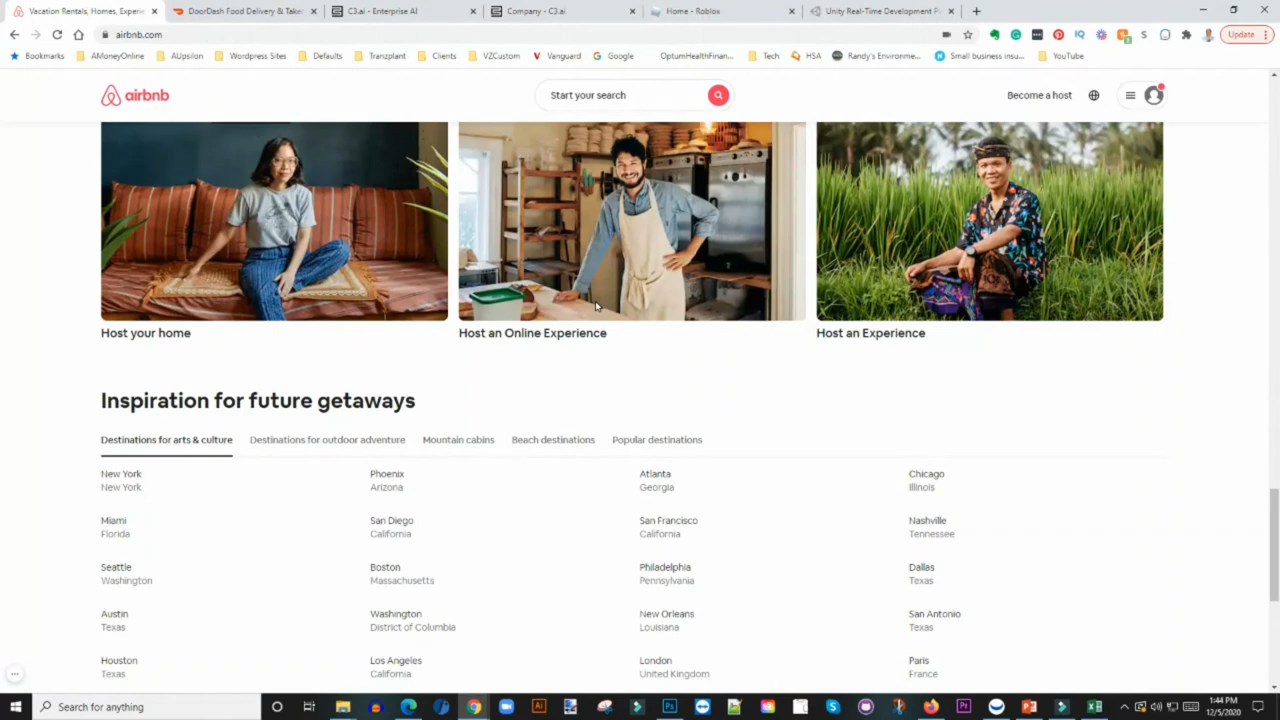 Vacation Rentals, Homes, Experie
DoorDash Food Delivery & Take
C3.ai - Enterprise AI
Company - C3.ai
Home - Roblox
Unity Real-Time Development Pl
airbnb.com
Update
Bookmarks
AMoneyOnline
AUpsilon
Wordpress Sites
Defaults
Tranzplant
Clients
VZCustom
Vanguard
Google
OptumHealthFinan...
Tech
HSA
Randy's Environme...
Small business insu...
YouTube
airbnb
Start your search
Become a host
Host your home
Host an Online Experience
Host an Experience
Inspiration for future getaways
Destinations for arts & culture
Destinations for outdoor adventure
Mountain cabins
Beach destinations
Popular destinations
New York
New York
Phoenix
Arizona
Atlanta
Georgia
Chicago
Illinois
Miami
Florida
San Diego
California
San Francisco
California
Nashville
Tennessee
Seattle
Washington
Boston
Massachusetts
Philadelphia
Pennsylvania
Dallas
Texas
Austin
Texas
Washington
District of Columbia
New Orleans
Louisiana
San Antonio
Texas
Houston
Texas
Los Angeles
California
London
United Kingdom
Paris
France
Search for anything
1:44 PM
12/5/2020